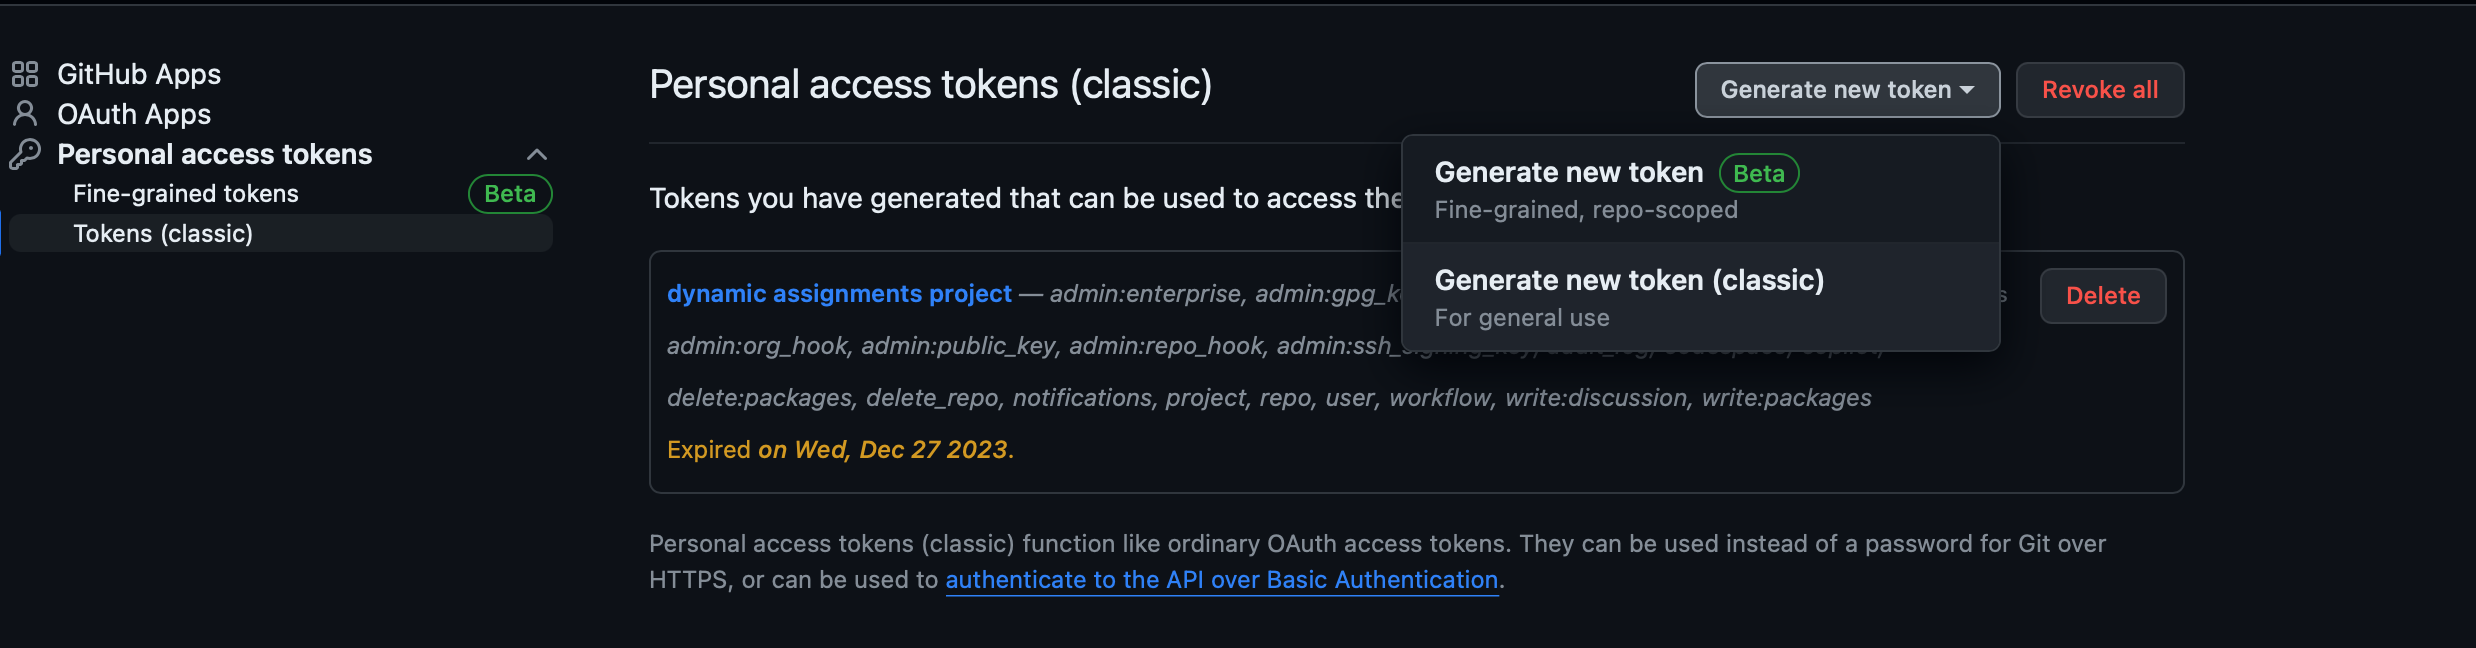 GitHub Apps
OAuth Apps
Personal access tokens
Fine-grained tokens Beta
Tokens (classic)
Personal access tokens (classic)
Generate new token
Revoke all
Generate new token Beta
Fine-grained, repo-scoped
Generate new token (classic)
For general use
Tokens you have generated that can be used to access the
dynamic assignments project — admin:enterprise, admin:gpg_k
Delete
admin:org_hook, admin:public_key, admin:repo_hook, admin:ssh_signing_key, audit_log, codespace, copilot,
delete:packages, delete_repo, notifications, project, repo, user, workflow, write:discussion, write:packages
Expired on Wed, Dec 27 2023.
Personal access tokens (classic) function like ordinary OAuth access tokens. They can be used instead of a password for Git over
HTTPS, or can be used to authenticate to the API over Basic Authentication.